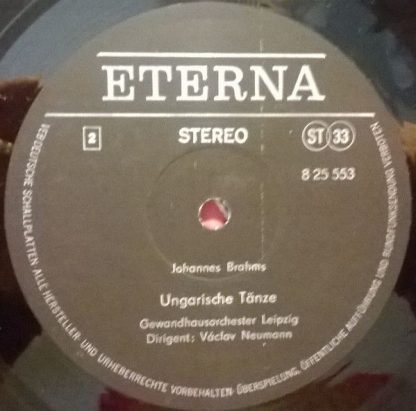 ETERNA
2 STEREO ST 33
8 25 553
Johannes Brahms
Ungarische Tänze
Gewandhausorchester Leipzig
Dirigent: Václav Neumann
VEB DEUTSCHE SCHALLPLATTEN ALLE HERSTELLER- UND URHEBERRECHTE VORBEHALTEN · ÜBERSPIELUNG, ÖFFENTLICHE AUFFÜHRUNG UND RUNDFUNKSENDUNG VERBOTEN